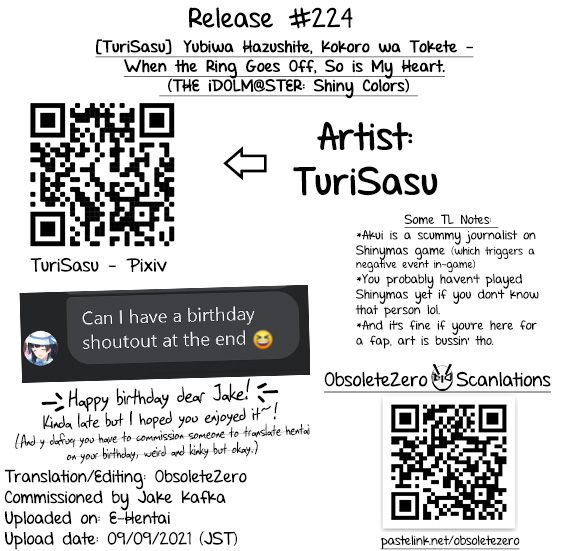 Release #224
[TuriSasu] Yubiwa Hazushite, Kokoro wa Tokete -
When the Ring Goes Off, So is My Heart.
(THE iDOLM@STER: Shiny Colors)
Artist:
TuriSasu
TuriSasu - Pixiv
Some TL Notes:
*Akui is a scummy journalist on
Shinymas game (which triggers a
negative event in-game)
*You probably haven't played
Shinymas yet if you don't know
that person lol.
*And it's fine if you're here for
a fap, art is bussin' tho.
Can I have a birthday
shoutout at the end 😆
Happy birthday dear Jake!
Kinda late but I hoped you enjoyed it~!
(And y dafuq you have to commission someone to translate hentai
on your birthday, weird and kinky but okay.)
Translation/Editing: ObsoleteZero
Commissioned by Jake Kafka
Uploaded on: E-Hentai
Upload date: 09/09/2021 (JST)
ObsoleteZero Scanlations
pastelink.net/obsoletezero